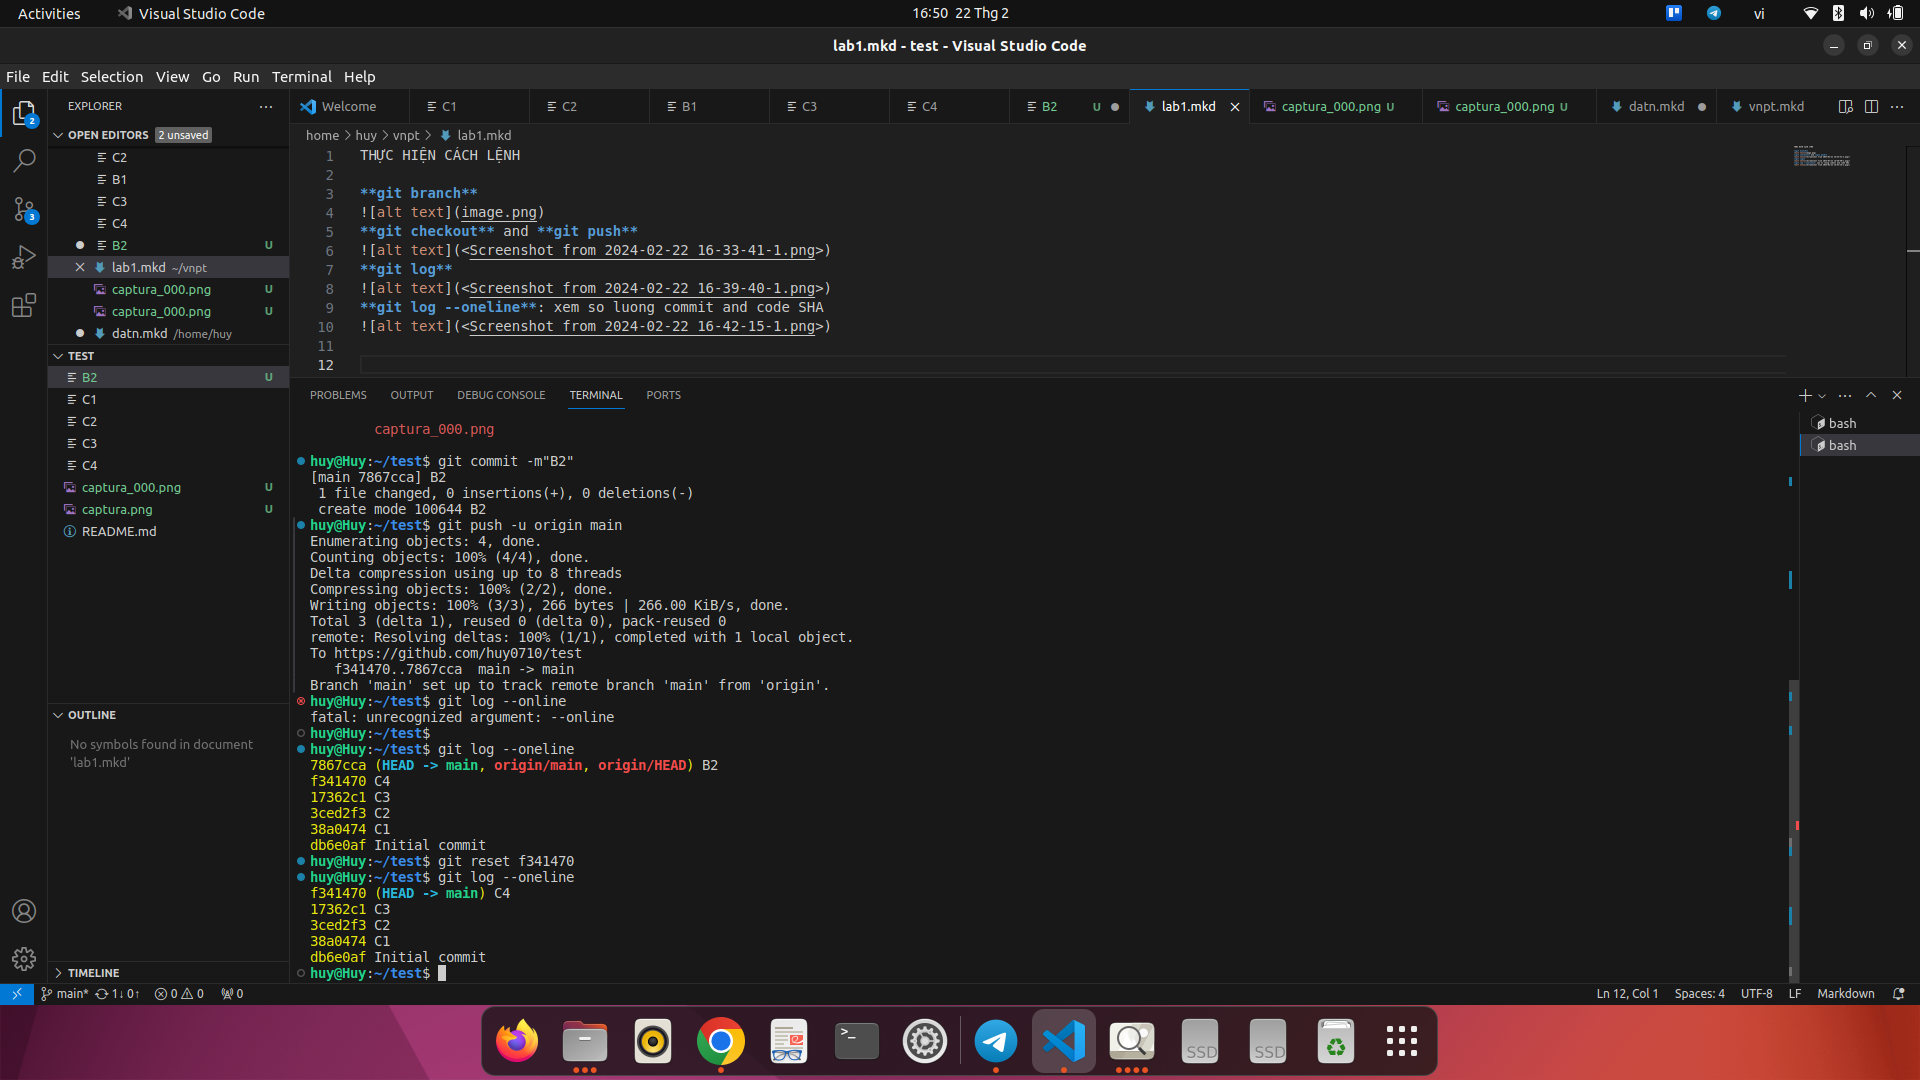 Activities
Visual Studio Code
16:50 22 Thg 2
vi
lab1.mkd - test - Visual Studio Code
File Edit Selection View Go Run Terminal Help
EXPLORER
Welcome
C1
C2
B1
C3
C4
B2 U
lab1.mkd
captura_000.png U
captura_000.png U
datn.mkd
vnpt.mkd
OPEN EDITORS 2 unsaved
C2
B1
C3
C4
B2 U
lab1.mkd ~/vnpt
captura_000.png U
captura_000.png U
datn.mkd /home/huy
TEST
B2 U
C1
C2
C3
C4
captura_000.png U
captura.png U
README.md
OUTLINE
No symbols found in document
'lab1.mkd'
TIMELINE
home > huy > vnpt > lab1.mkd
1 THỰC HIỆN CÁCH LỆNH
2
3 **git branch**
4 ![alt text](image.png)
5 **git checkout** and **git push**
6 ![alt text](<Screenshot from 2024-02-22 16-33-41-1.png>)
7 **git log**
8 ![alt text](<Screenshot from 2024-02-22 16-39-40-1.png>)
9 **git log --oneline**: xem so luong commit and code SHA
10 ![alt text](<Screenshot from 2024-02-22 16-42-15-1.png>)
11
12
PROBLEMS OUTPUT DEBUG CONSOLE TERMINAL PORTS
bash
bash
captura_000.png
huy@Huy:~/test$ git commit -m"B2"
[main 7867cca] B2
1 file changed, 0 insertions(+), 0 deletions(-)
create mode 100644 B2
huy@Huy:~/test$ git push -u origin main
Enumerating objects: 4, done.
Counting objects: 100% (4/4), done.
Delta compression using up to 8 threads
Compressing objects: 100% (2/2), done.
Writing objects: 100% (3/3), 266 bytes | 266.00 KiB/s, done.
Total 3 (delta 1), reused 0 (delta 0), pack-reused 0
remote: Resolving deltas: 100% (1/1), completed with 1 local object.
To https://github.com/huy0710/test
f341470..7867cca main -> main
Branch 'main' set up to track remote branch 'main' from 'origin'.
huy@Huy:~/test$ git log --online
fatal: unrecognized argument: --online
huy@Huy:~/test$
huy@Huy:~/test$ git log --oneline
7867cca (HEAD -> main, origin/main, origin/HEAD) B2
f341470 C4
17362c1 C3
3ced2f3 C2
38a0474 C1
db6e0af Initial commit
huy@Huy:~/test$ git reset f341470
huy@Huy:~/test$ git log --oneline
f341470 (HEAD -> main) C4
17362c1 C3
3ced2f3 C2
38a0474 C1
db6e0af Initial commit
huy@Huy:~/test$
main* 1↓ 0↑ 0 0 0
Ln 12, Col 1 Spaces: 4 UTF-8 LF Markdown
SSD
SSD